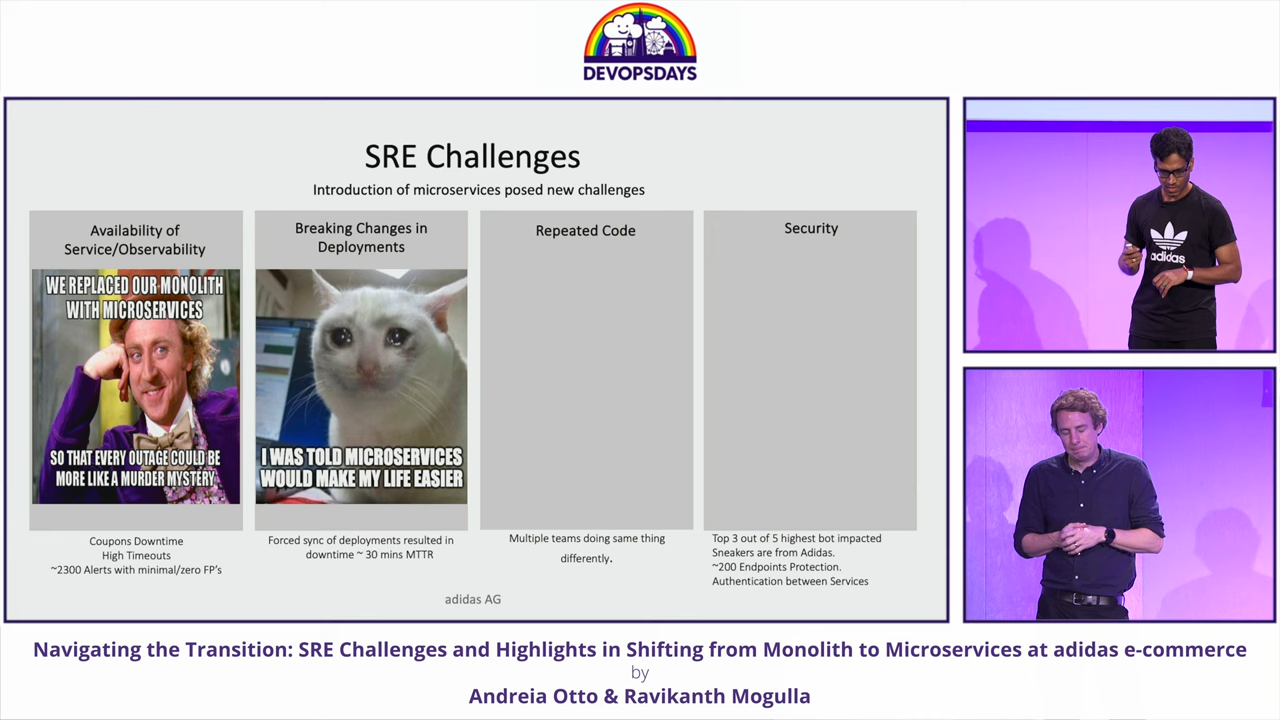 DEVOPSDAYS
SRE Challenges
Introduction of microservices posed new challenges
Availability of
Service/Observability
WE REPLACED OUR MONOLITH
WITH MICROSERVICES
SO THAT EVERY OUTAGE COULD BE
MORE LIKE A MURDER MYSTERY
Coupons Downtime
High Timeouts
~2300 Alerts with minimal/zero FP's
Breaking Changes in
Deployments
I WAS TOLD MICROSERVICES
WOULD MAKE MY LIFE EASIER
Forced sync of deployments resulted in
downtime ~ 30 mins MTTR
Repeated Code
Multiple teams doing same thing
differently.
Security
Top 3 out of 5 highest bot impacted
Sneakers are from Adidas.
~200 Endpoints Protection.
Authentication between Services
adidas AG
adidas
Navigating the Transition: SRE Challenges and Highlights in Shifting from Monolith to Microservices at adidas e-commerce
by
Andreia Otto & Ravikanth Mogulla